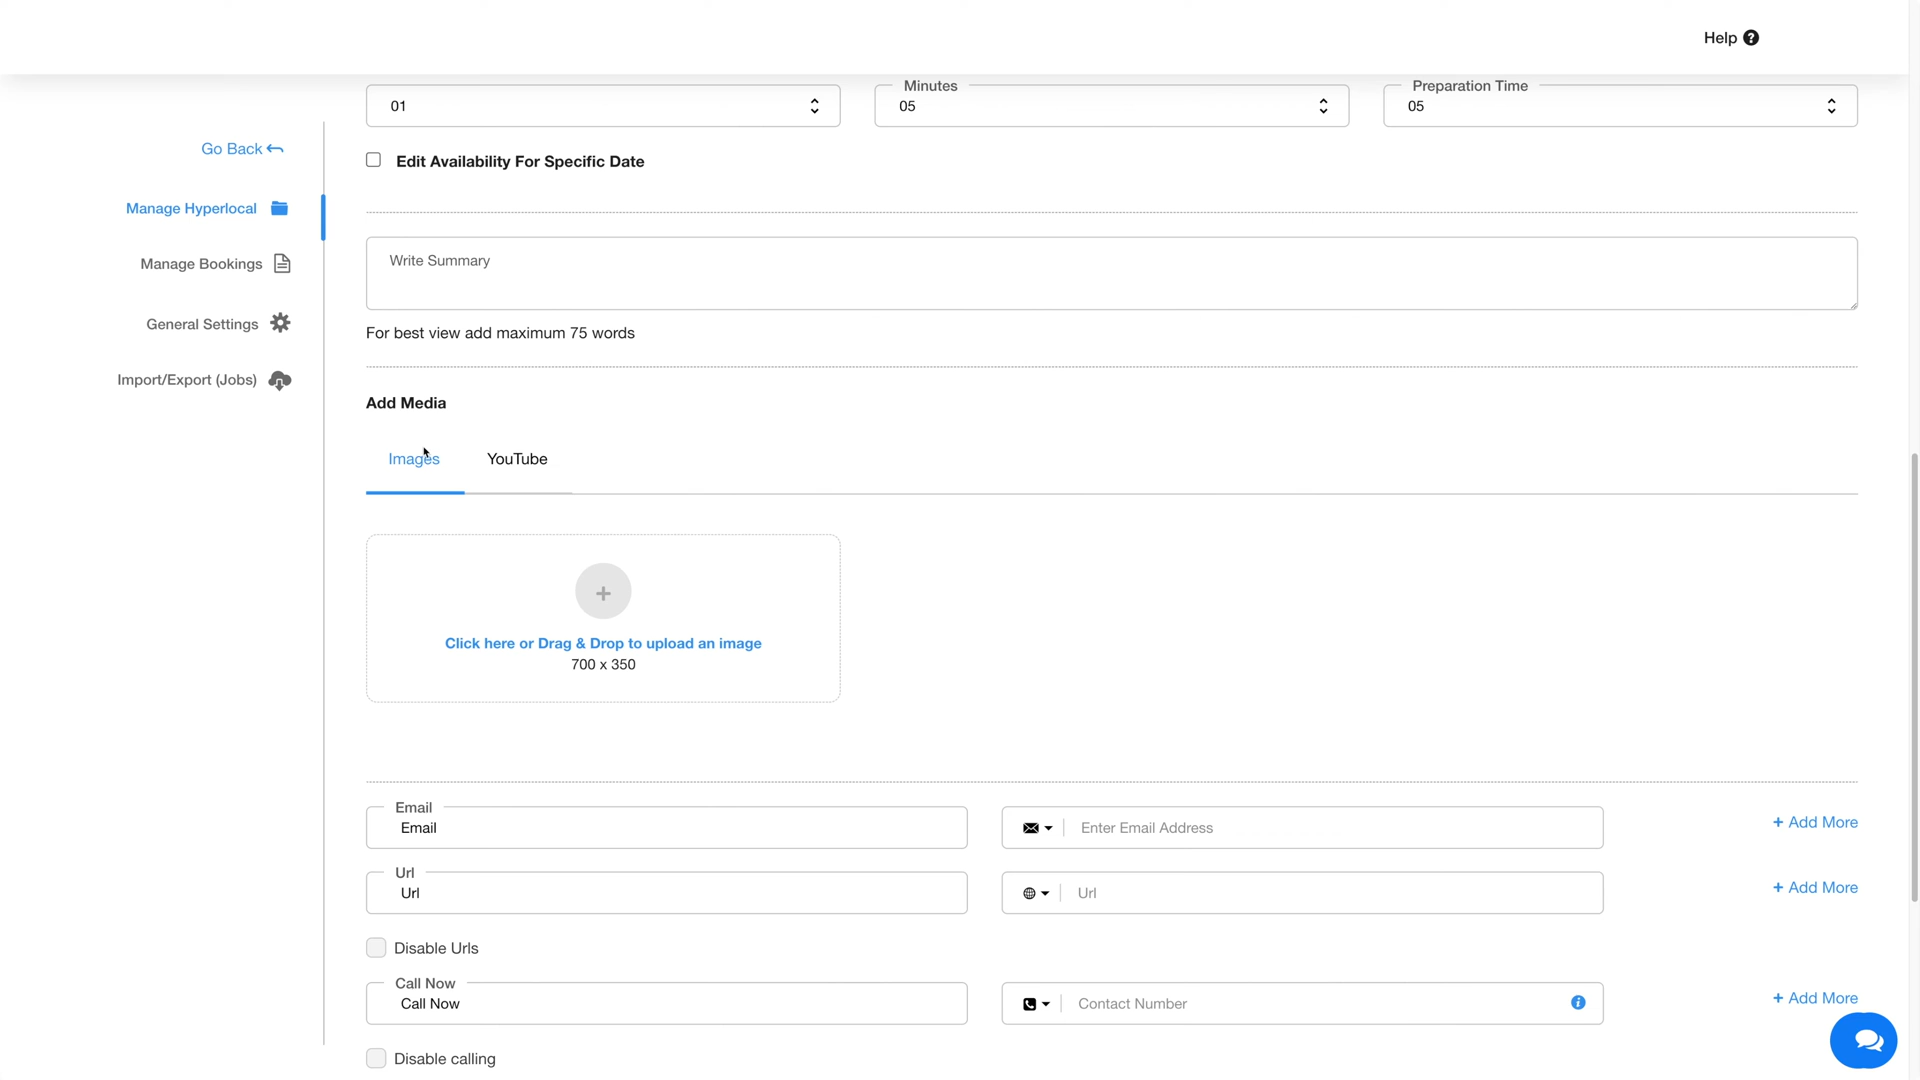 Help
Minutes
Preparation Time
01
05
05
Go Back
Edit Availability For Specific Date
Manage Hyperlocal
Manage Bookings
General Settings
Import/Export (Jobs)
Write Summary
For best view add maximum 75 words
Add Media
Images
YouTube
+
Click here or Drag & Drop to upload an image
700 x 350
Email
Email
Enter Email Address
+ Add More
Url
Url
Url
+ Add More
Disable Urls
Call Now
Call Now
Contact Number
+ Add More
Disable calling